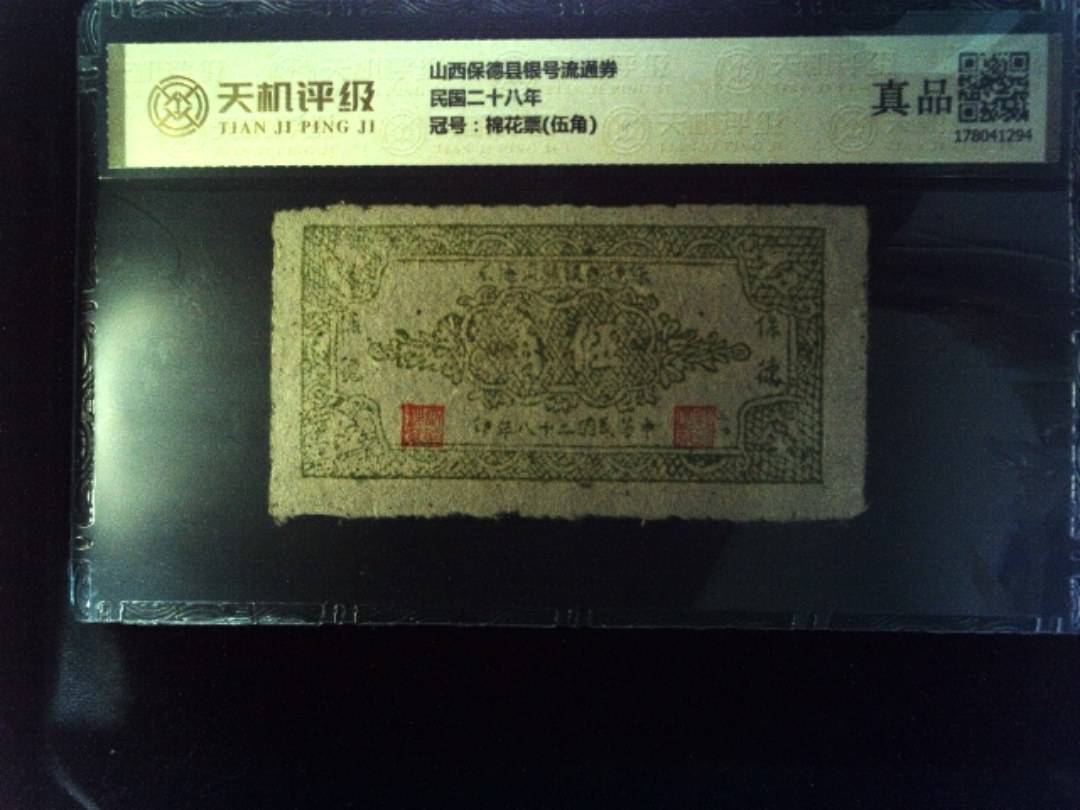 天机评级
TIAN JI PING JI
山西保德县银号流通券
民国二十八年
冠号：棉花票(伍角)
真品
178041294
保德
伍角
印年八十二国民华中